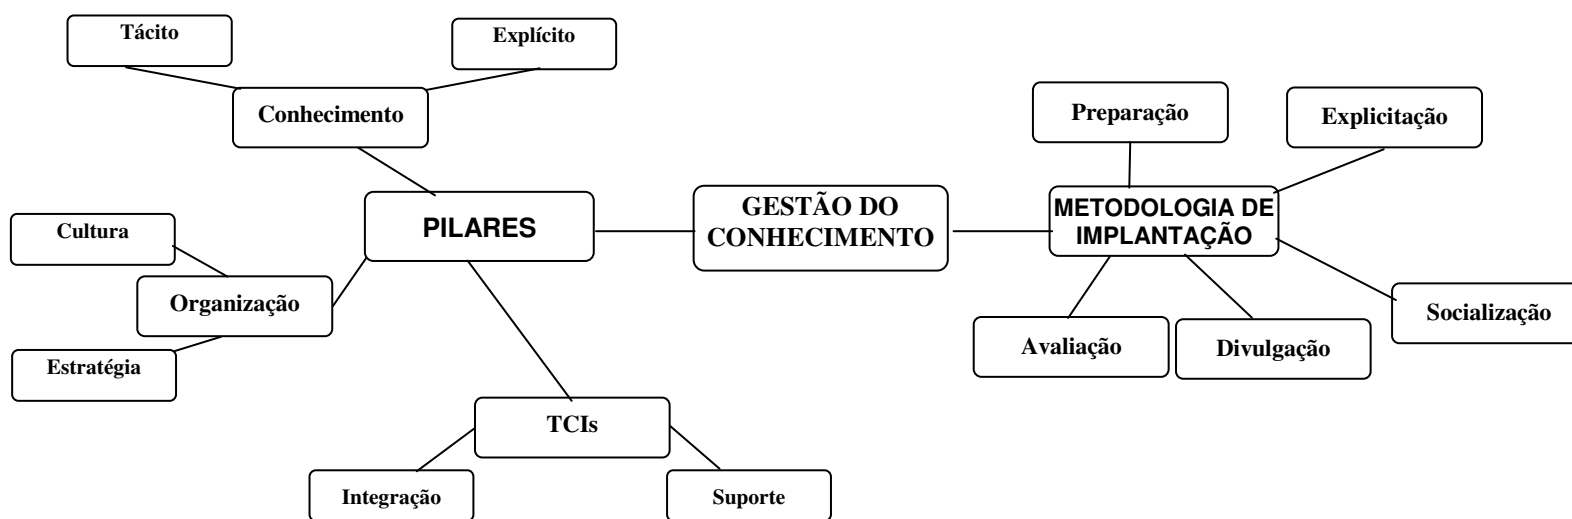 Tácito
Explícito
Conhecimento
Preparação
Explicitação
PILARES
GESTÃO DO
CONHECIMENTO
METODOLOGIA DE
IMPLANTAÇÃO
Cultura
Organização
Estratégia
Socialização
Avaliação
Divulgação
TCIs
Integração
Suporte